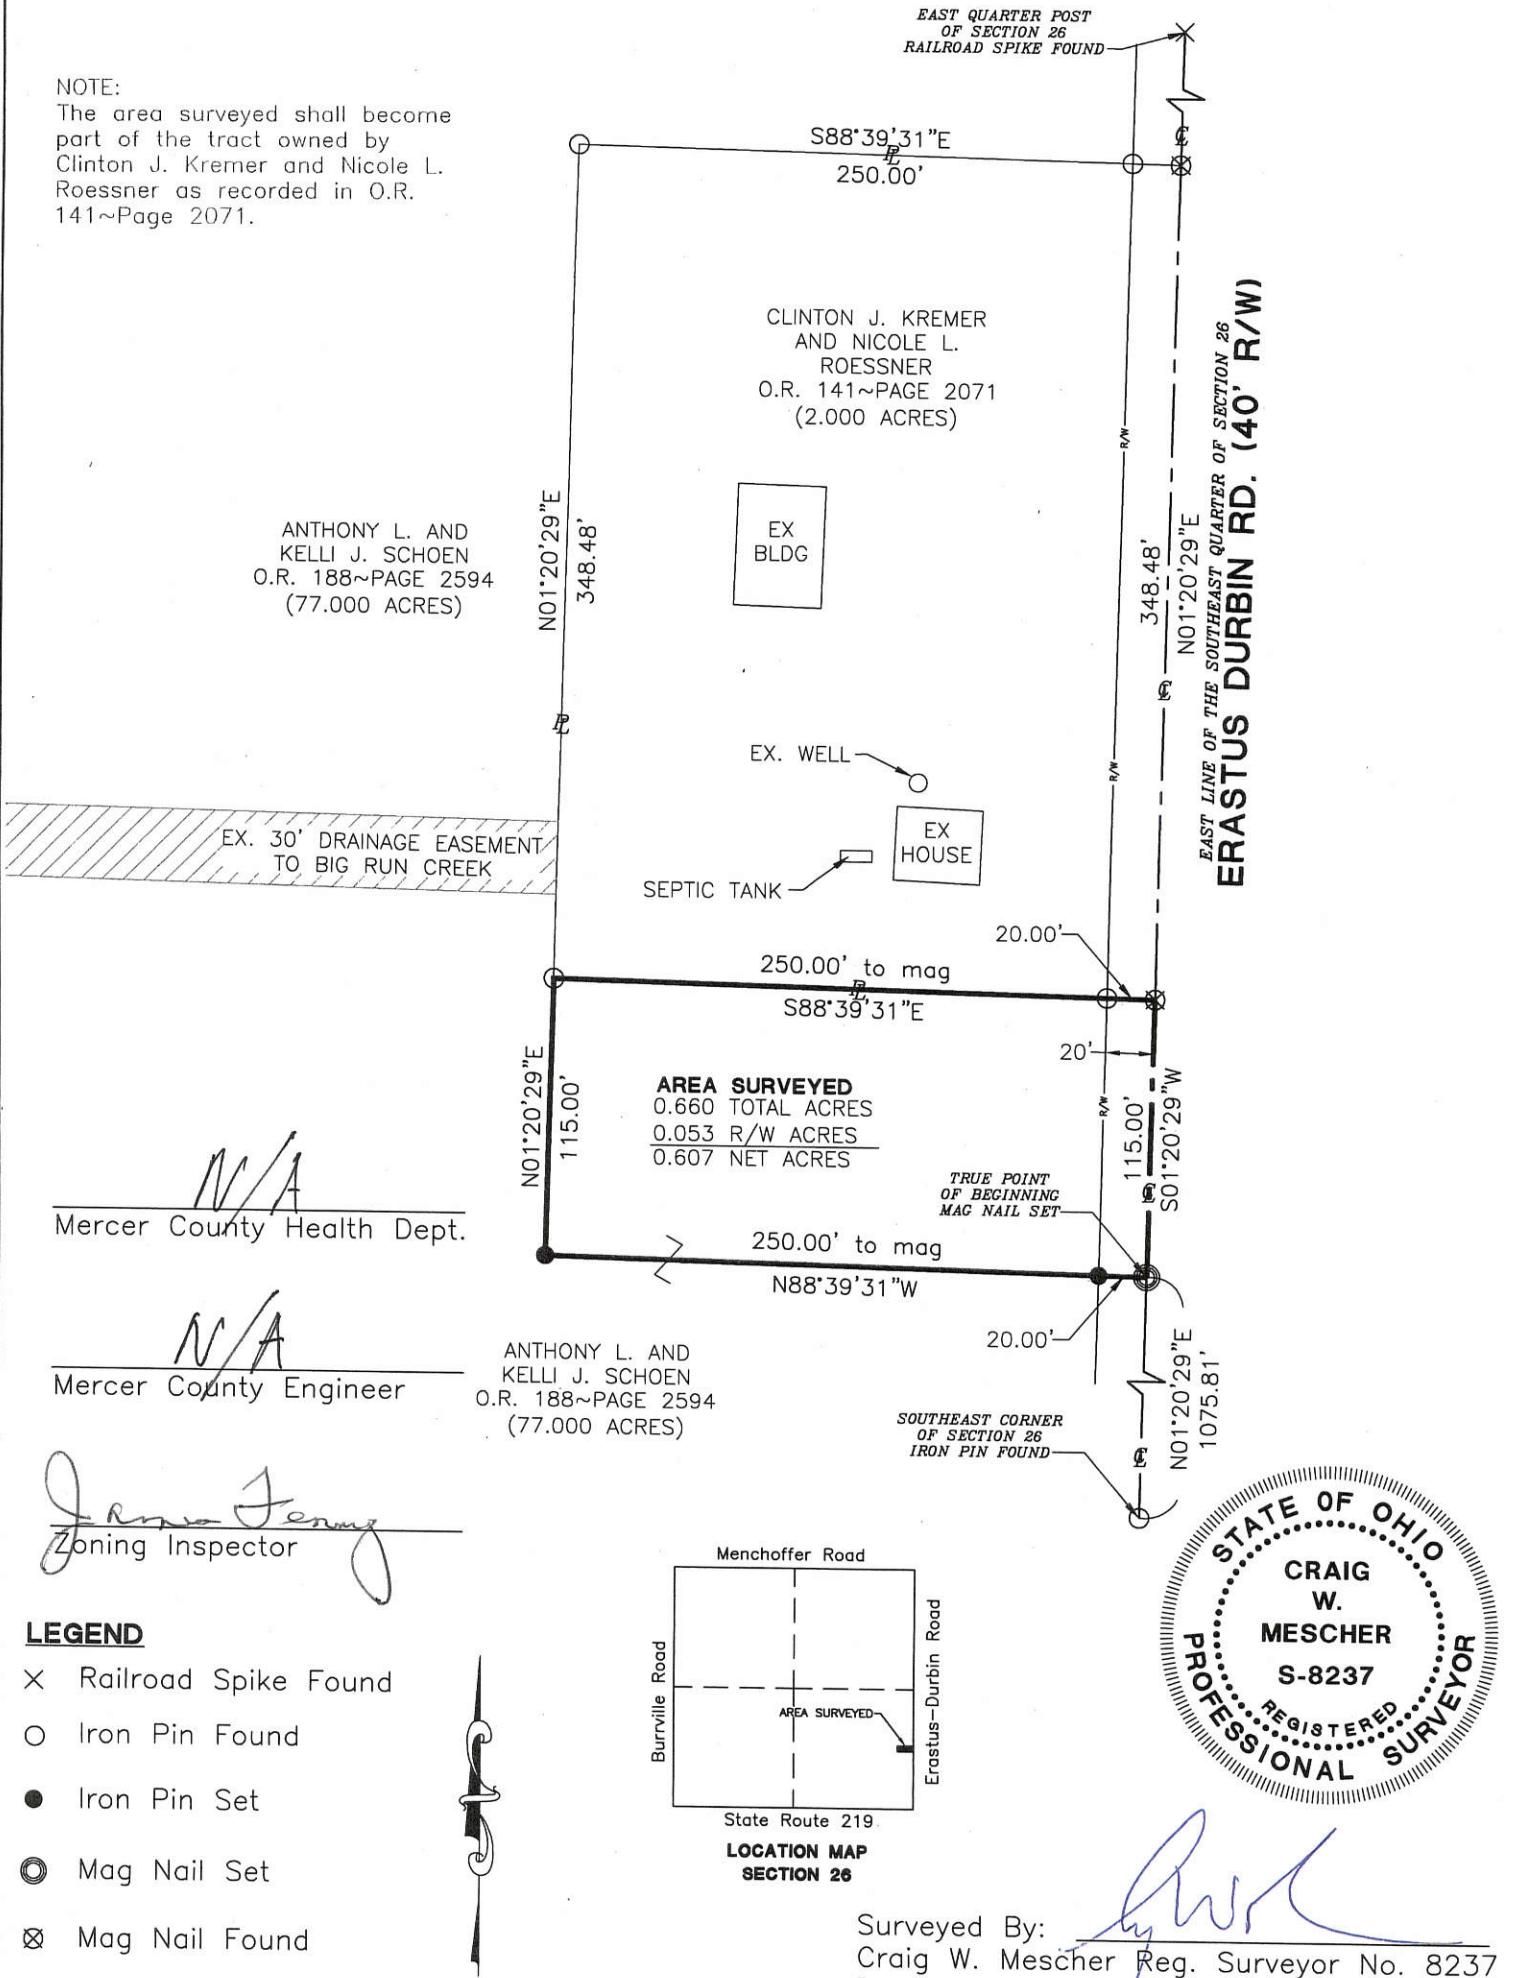 EAST QUARTER POST
OF SECTION 26
RAILROAD SPIKE FOUND
NOTE:
The area surveyed shall become
part of the tract owned by
Clinton J. Kremer and Nicole L.
Roessner as recorded in O.R.
141~Page 2071.
S88°39'31"E
PL
250.00'
CL
CLINTON J. KREMER
AND NICOLE L.
ROESSNER
O.R. 141~PAGE 2071
(2.000 ACRES)
R/W
EAST LINE OF THE SOUTHEAST QUARTER OF SECTION 26
ERASTUS DURBIN RD. (40' R/W)
ANTHONY L. AND
KELLI J. SCHOEN
O.R. 188~PAGE 2594
(77.000 ACRES)
N01°20'29"E
348.48'
EX
BLDG
348.48'
N01°20'29"E
CL
PL
EX. WELL
R/W
EX. 30' DRAINAGE EASEMENT
TO BIG RUN CREEK
EX
HOUSE
SEPTIC TANK
20.00'
250.00' to mag
PL
S88°39'31"E
20'
N01°20'29"E
115.00'
AREA SURVEYED
0.660 TOTAL ACRES
0.053 R/W ACRES
0.607 NET ACRES
R/W
115.00'
S01°20'29"W
CL
TRUE POINT
OF BEGINNING
MAG NAIL SET
N/A
Mercer County Health Dept.
250.00' to mag
N88°39'31"W
20.00'
N/A
Mercer County Engineer
ANTHONY L. AND
KELLI J. SCHOEN
O.R. 188~PAGE 2594
(77.000 ACRES)
N01°20'29"E
1075.81'
SOUTHEAST CORNER
OF SECTION 26
IRON PIN FOUND
CL
Zoning Inspector
LEGEND
Railroad Spike Found
Iron Pin Found
Iron Pin Set
Mag Nail Set
Mag Nail Found
Menchoffer Road
Burrville Road
Erastus-Durbin Road
AREA SURVEYED
State Route 219
LOCATION MAP
SECTION 26
STATE OF OHIO
CRAIG
W.
MESCHER
S-8237
REGISTERED
PROFESSIONAL SURVEYOR
Surveyed By:
Craig W. Mescher Reg. Surveyor No. 8237